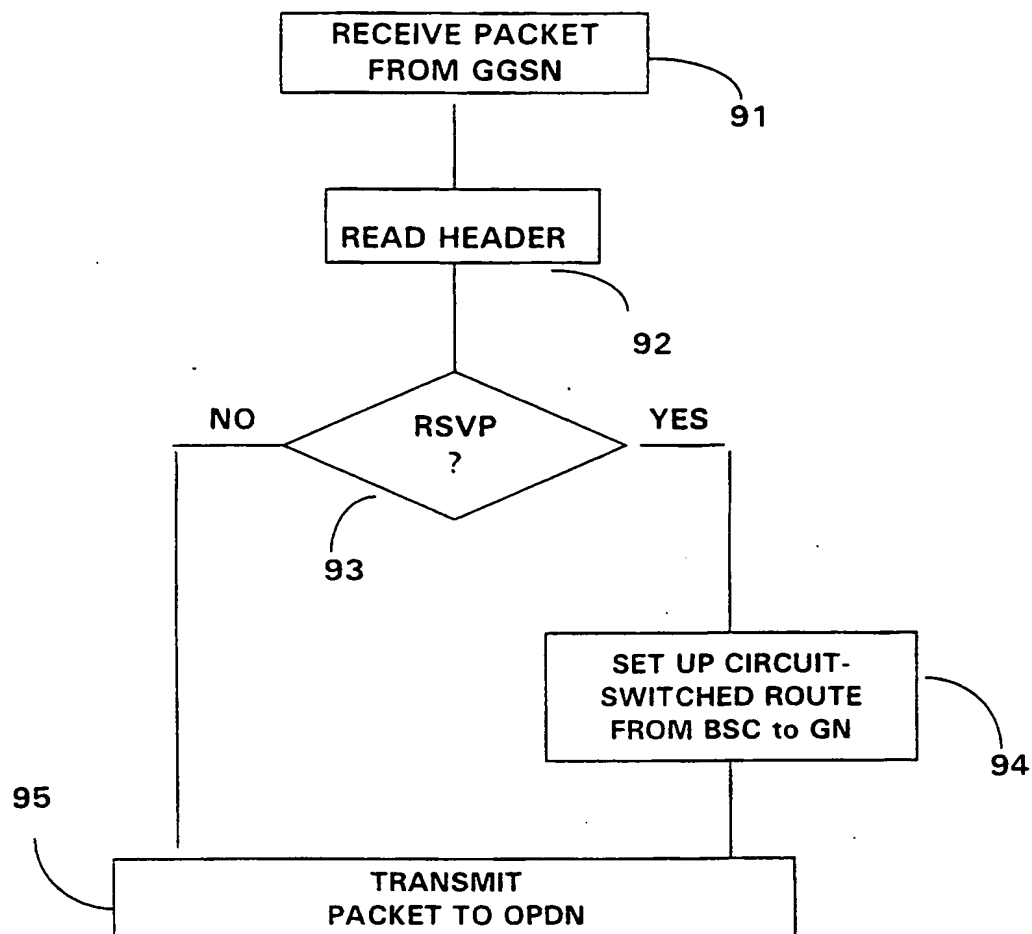 RECEIVE PACKET
FROM GGSN
91
READ HEADER
92
NO
RSVP
?
YES
93
SET UP CIRCUIT-
SWITCHED ROUTE
FROM BSC to GN
94
95
TRANSMIT
PACKET TO OPDN